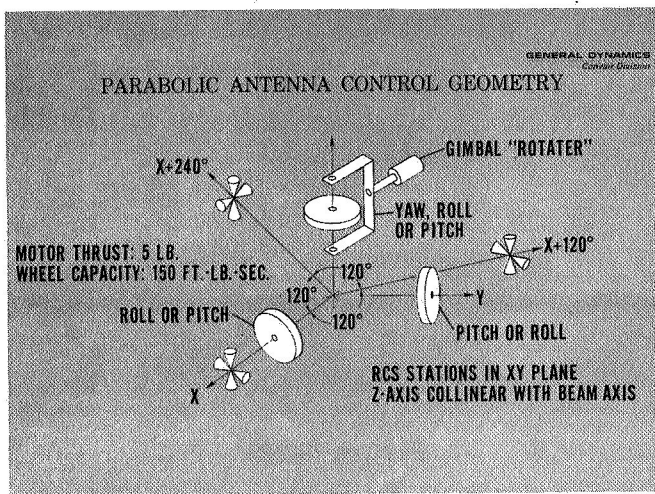 GENERAL DYNAMICS
Convair Division
PARABOLIC ANTENNA CONTROL GEOMETRY
GIMBAL "ROTATER"
X+240°
YAW, ROLL
OR PITCH
MOTOR THRUST: 5 LB.
WHEEL CAPACITY: 150 FT.-LB.-SEC.
X+120°
120°
120°
120°
ROLL OR PITCH
Y
PITCH OR ROLL
X
RCS STATIONS IN XY PLANE
Z-AXIS COLLINEAR WITH BEAM AXIS